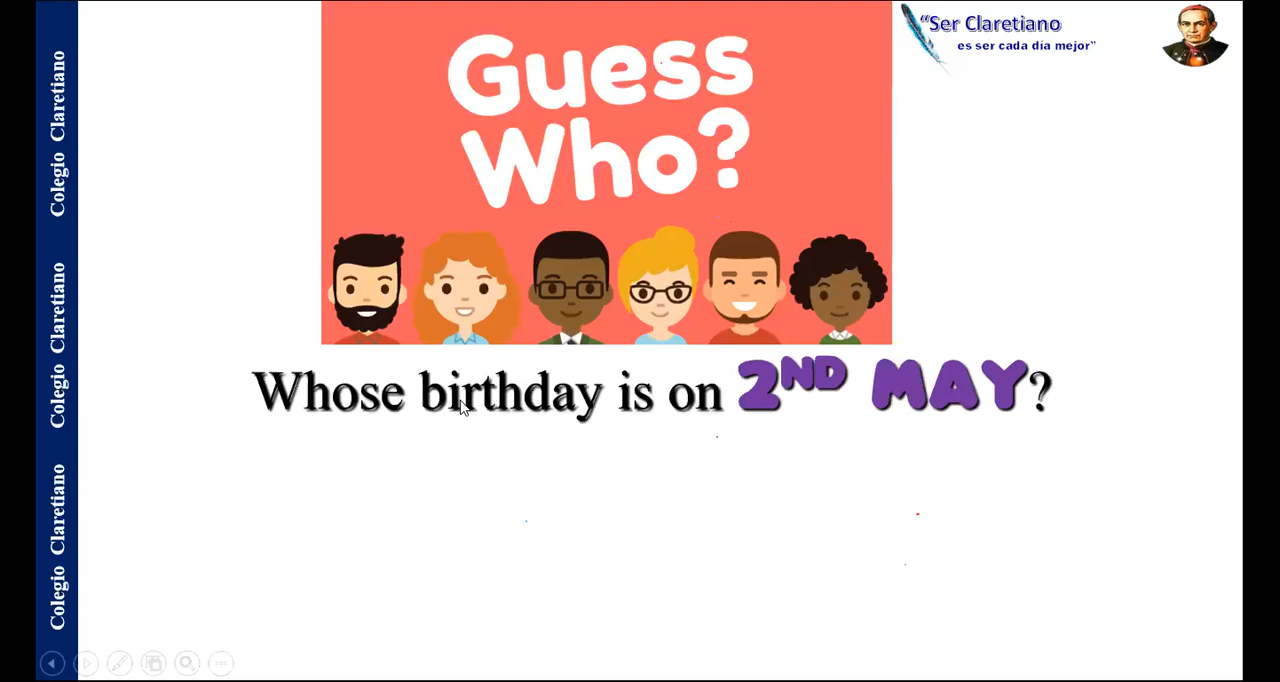 Guess
Who?
"Ser Claretiano
es ser cada día mejor"
Whose birthday is on 2ND MAY?
Colegio Claretiano
Colegio Claretiano
Colegio Claretiano